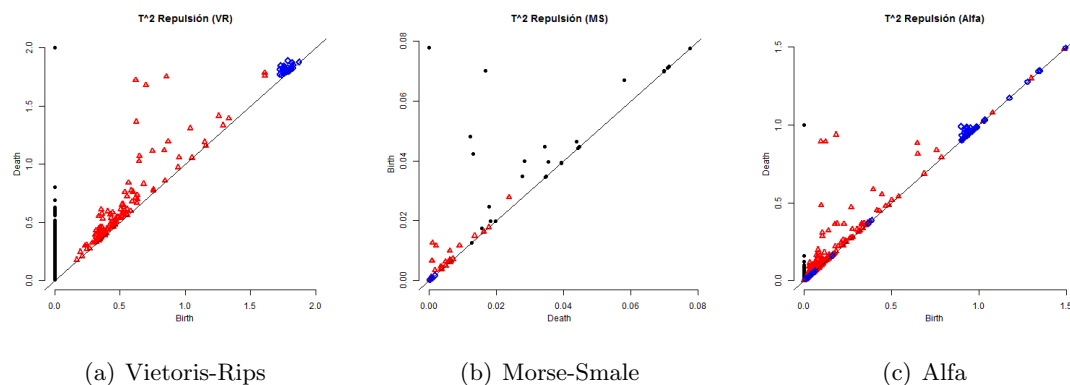 T^2 Repulsión (VR)
2.0
1.5
1.0
0.5
0.0
Death
0.0 0.5 1.0 1.5 2.0
Birth
(a) Vietoris-Rips
T^2 Repulsión (MS)
0.08
0.06
0.04
0.02
0.00
Birth
0.00 0.02 0.04 0.06 0.08
Death
(b) Morse-Smale
T^2 Repulsión (Alfa)
1.5
1.0
0.5
0.0
Death
0.0 0.5 1.0 1.5
Birth
(c) Alfa